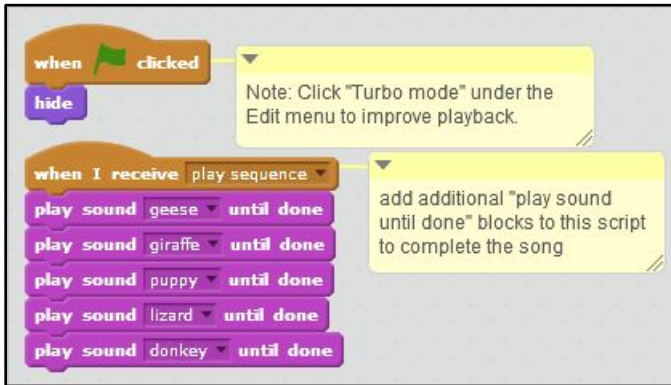 when clicked
hide
Note: Click "Turbo mode" under the
Edit menu to improve playback.
when I receive play sequence
play sound geese until done
play sound giraffe until done
play sound puppy until done
play sound lizard until done
play sound donkey until done
add additional "play sound
until done" blocks to this script
to complete the song